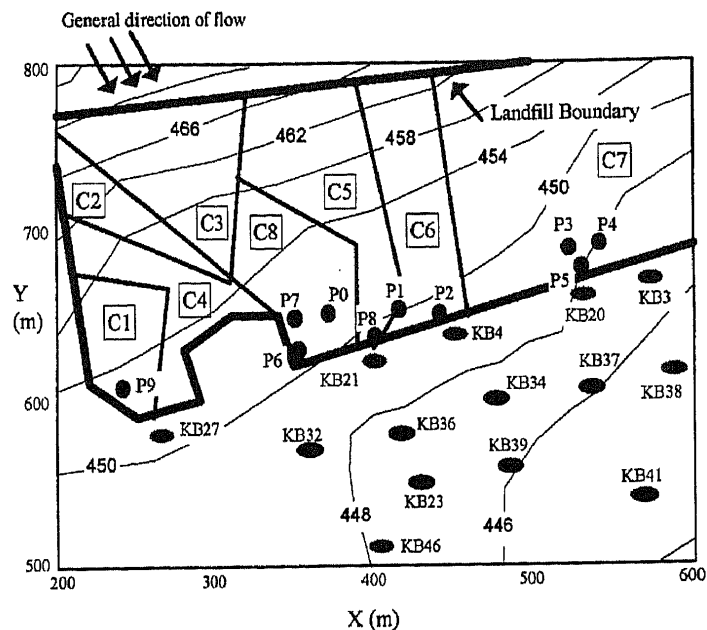 General direction of flow
800
466
462
458
454
Landfill Boundary
C7
450
C2
C5
C3
C8
C6
700
P3
P4
Y
(m)
C4
C1
P7
P0
P1
P2
P5
KB20
KB3
P8
KB4
P6
KB21
P9
600
KB37
KB38
KB34
KB27
KB32
KB36
KB39
450
KB23
KB41
448
446
KB46
500
200
300
400
500
600
X (m)